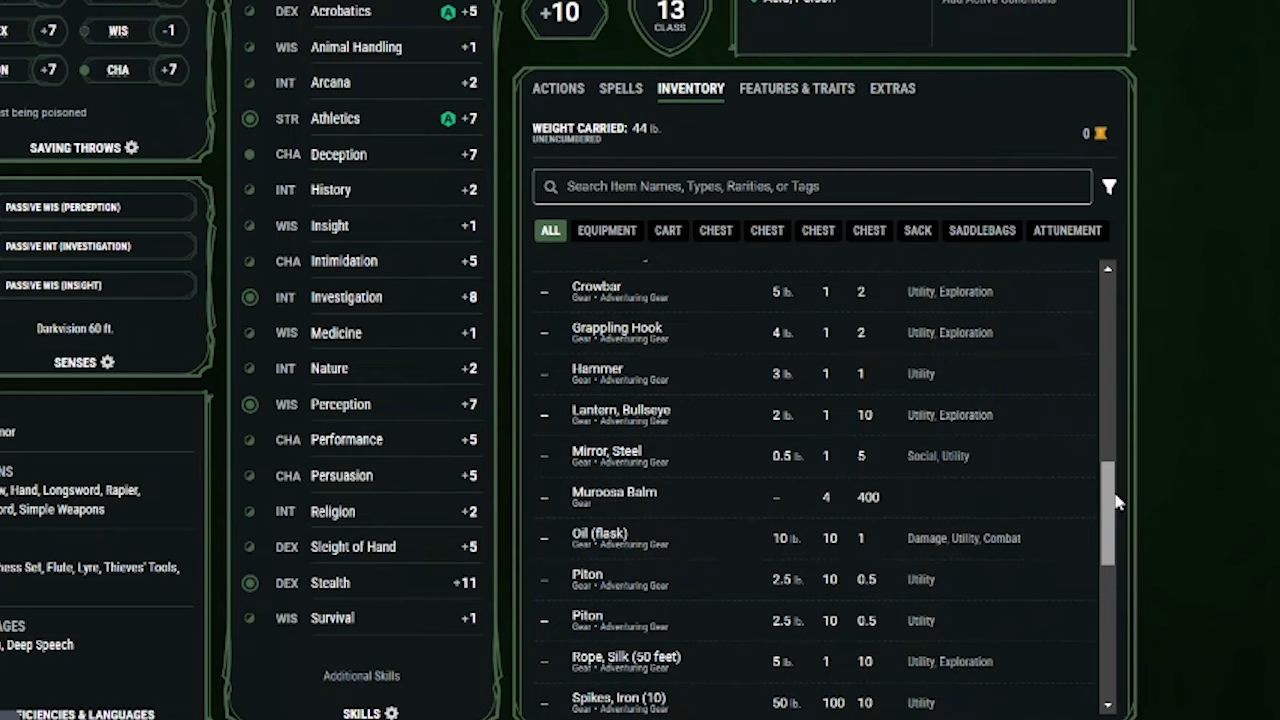 +7 WIS -1
+7 CHA +7
st being poisoned
SAVING THROWS
PASSIVE WIS (PERCEPTION)
PASSIVE INT (INVESTIGATION)
PASSIVE WIS (INSIGHT)
Darkvision 60 ft.
SENSES
Hand, Longsword, Rapier,
Simple Weapons
Set, Flute, Lyre, Thieves' Tools,
Deep Speech
& LANGUAGES
DEX Acrobatics A +5
WIS Animal Handling +1
INT Arcana +2
STR Athletics A +7
CHA Deception +7
INT History +2
WIS Insight +1
CHA Intimidation +5
INT Investigation +8
WIS Medicine +1
INT Nature +2
WIS Perception +7
CHA Performance +5
CHA Persuasion +5
INT Religion +2
DEX Sleight of Hand +5
DEX Stealth +11
WIS Survival +1
Additional Skills
SKILLS
+10
13
CLASS
ACTIONS SPELLS INVENTORY FEATURES & TRAITS EXTRAS
WEIGHT CARRIED: 44 lb.
UNENCUMBERED
0
Search Item Names, Types, Rarities, or Tags
ALL EQUIPMENT CART CHEST CHEST CHEST CHEST SACK SADDLEBAGS ATTUNEMENT
Crowbar 5 lb. 1 2 Utility, Exploration
Gear • Adventuring Gear
Grappling Hook 4 lb. 1 2 Utility, Exploration
Gear • Adventuring Gear
Hammer 3 lb. 1 1 Utility
Gear • Adventuring Gear
Lantern, Bullseye 2 lb. 1 10 Utility, Exploration
Gear • Adventuring Gear
Mirror, Steel 0.5 lb. 1 5 Social, Utility
Gear • Adventuring Gear
Muroosa Balm -- 4 400
Gear
Oil (flask) 10 lb. 10 1 Damage, Utility, Combat
Gear • Adventuring Gear
Piton 2.5 lb. 10 0.5 Utility
Gear • Adventuring Gear
Piton 2.5 lb. 10 0.5 Utility
Gear • Adventuring Gear
Rope, Silk (50 feet) 5 lb. 1 10 Utility, Exploration
Gear • Adventuring Gear
Spikes, Iron (10) 50 lb. 100 10 Utility
Gear • Adventuring Gear